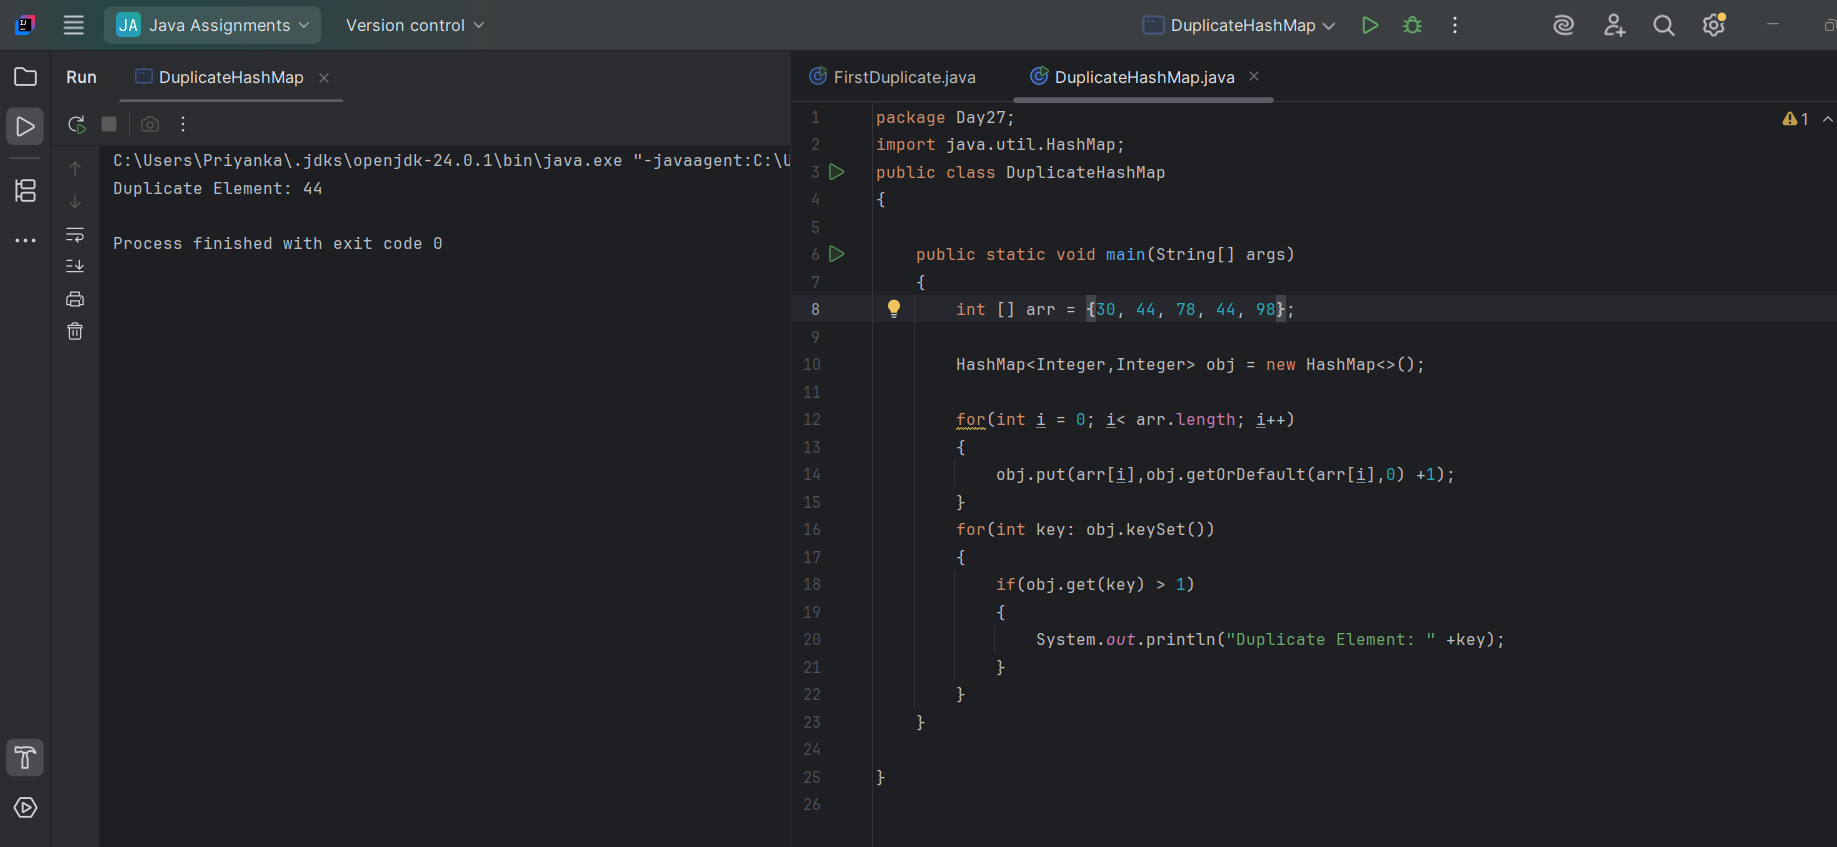 JA Java Assignments Version control DuplicateHashMap
Run DuplicateHashMap
C:\Users\Priyanka\.jdks\openjdk-24.0.1\bin\java.exe "-javaagent:C:\U
Duplicate Element: 44
Process finished with exit code 0
FirstDuplicate.java DuplicateHashMap.java
1 package Day27; 1
2 import java.util.HashMap;
3 public class DuplicateHashMap
4 {
5
6 public static void main(String[] args)
7 {
8 int [] arr = {30, 44, 78, 44, 98};
9
10 HashMap<Integer,Integer> obj = new HashMap<>();
11
12 for(int i = 0; i< arr.length; i++)
13 {
14 obj.put(arr[i],obj.getOrDefault(arr[i],0) +1);
15 }
16 for(int key: obj.keySet())
17 {
18 if(obj.get(key) > 1)
19 {
20 System.out.println("Duplicate Element: " +key);
21 }
22 }
23 }
24
25 }
26